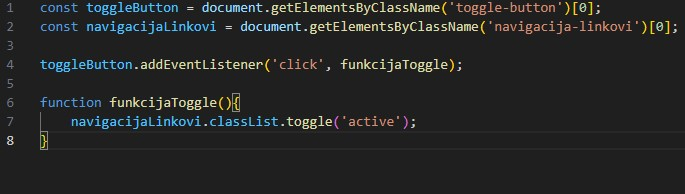 1 const toggleButton = document.getElementsByClassName('toggle-button')[0];
2 const navigacijaLinkovi = document.getElementsByClassName('navigacija-linkovi')[0];
3
4 toggleButton.addEventListener('click', funkcijaToggle);
5
6 function funkcijaToggle(){
7     navigacijaLinkovi.classList.toggle('active');
8 }